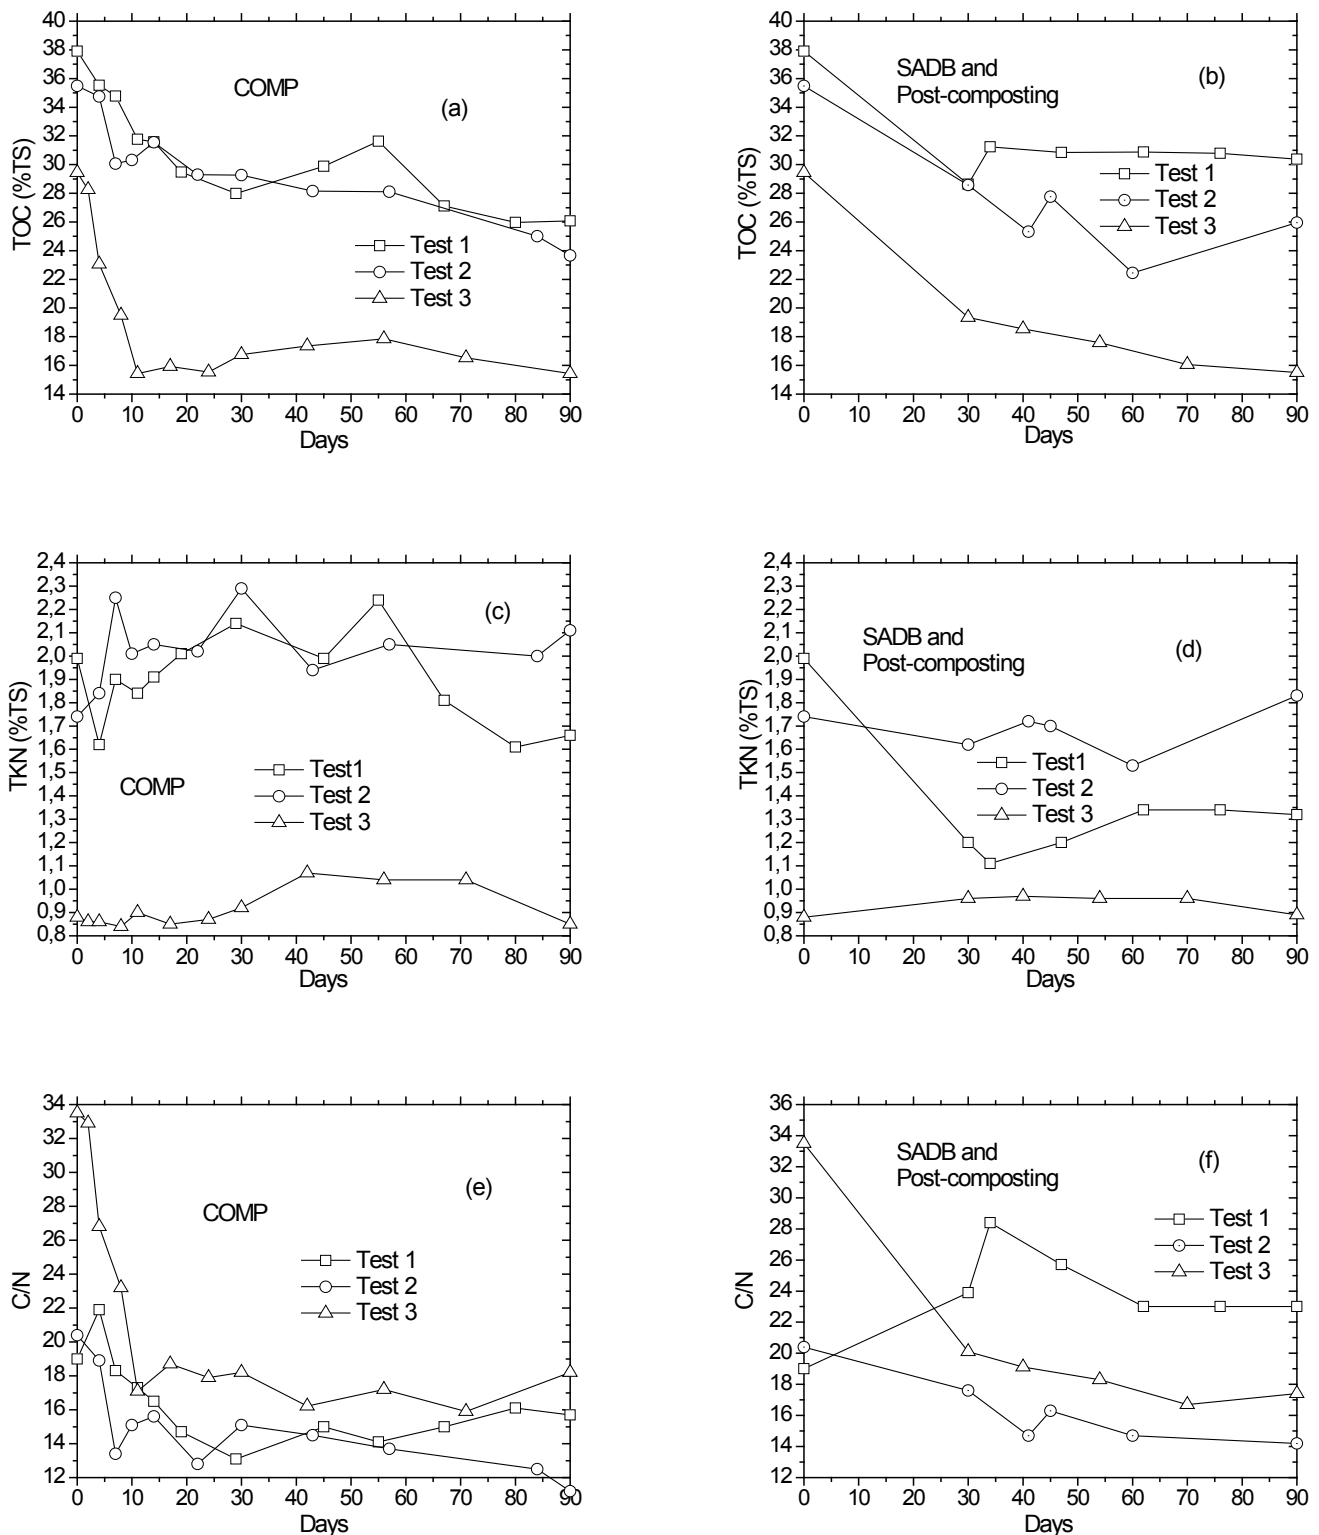 40
38
36
34
32
30
28
26
24
22
20
18
16
14
TOC (%TS)
COMP
(a)
Test 1
Test 2
Test 3
0 10 20 30 40 50 60 70 80 90
Days
40
38
36
34
32
30
28
26
24
22
20
18
16
14
TOC (%TS)
SADB and
Post-composting
(b)
Test 1
Test 2
Test 3
0 10 20 30 40 50 60 70 80 90
Days
2,4
2,3
2,2
2,1
2,0
1,9
1,8
1,7
1,6
1,5
1,4
1,3
1,2
1,1
1,0
0,9
0,8
TKN (%TS)
(c)
COMP
Test1
Test 2
Test 3
0 10 20 30 40 50 60 70 80 90
Days
2,4
2,3
2,2
2,1
2,0
1,9
1,8
1,7
1,6
1,5
1,4
1,3
1,2
1,1
1,0
0,9
0,8
TKN (%TS)
SADB and
Post-composting
(d)
Test1
Test 2
Test 3
0 10 20 30 40 50 60 70 80 90
Days
34
32
30
28
26
24
22
20
18
16
14
12
C/N
(e)
COMP
Test 1
Test 2
Test 3
0 10 20 30 40 50 60 70 80 90
Days
36
34
32
30
28
26
24
22
20
18
16
14
12
C/N
SADB and
Post-composting
(f)
Test 1
Test 2
Test 3
0 10 20 30 40 50 60 70 80 90
Days